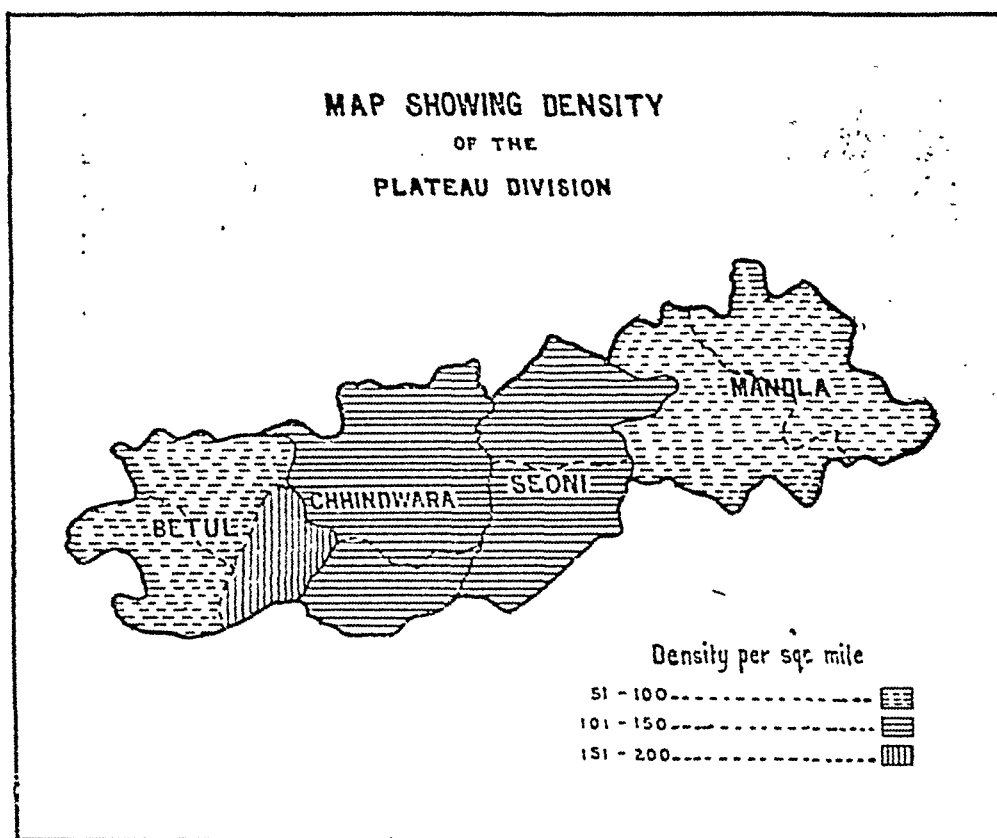 MAP SHOWING DENSITY
OF THE
PLATEAU DIVISION
MANDLA
SEONI
CHHINDWARA
BETUL
Density per sqr mile
51 - 100
101 - 150
151 - 200